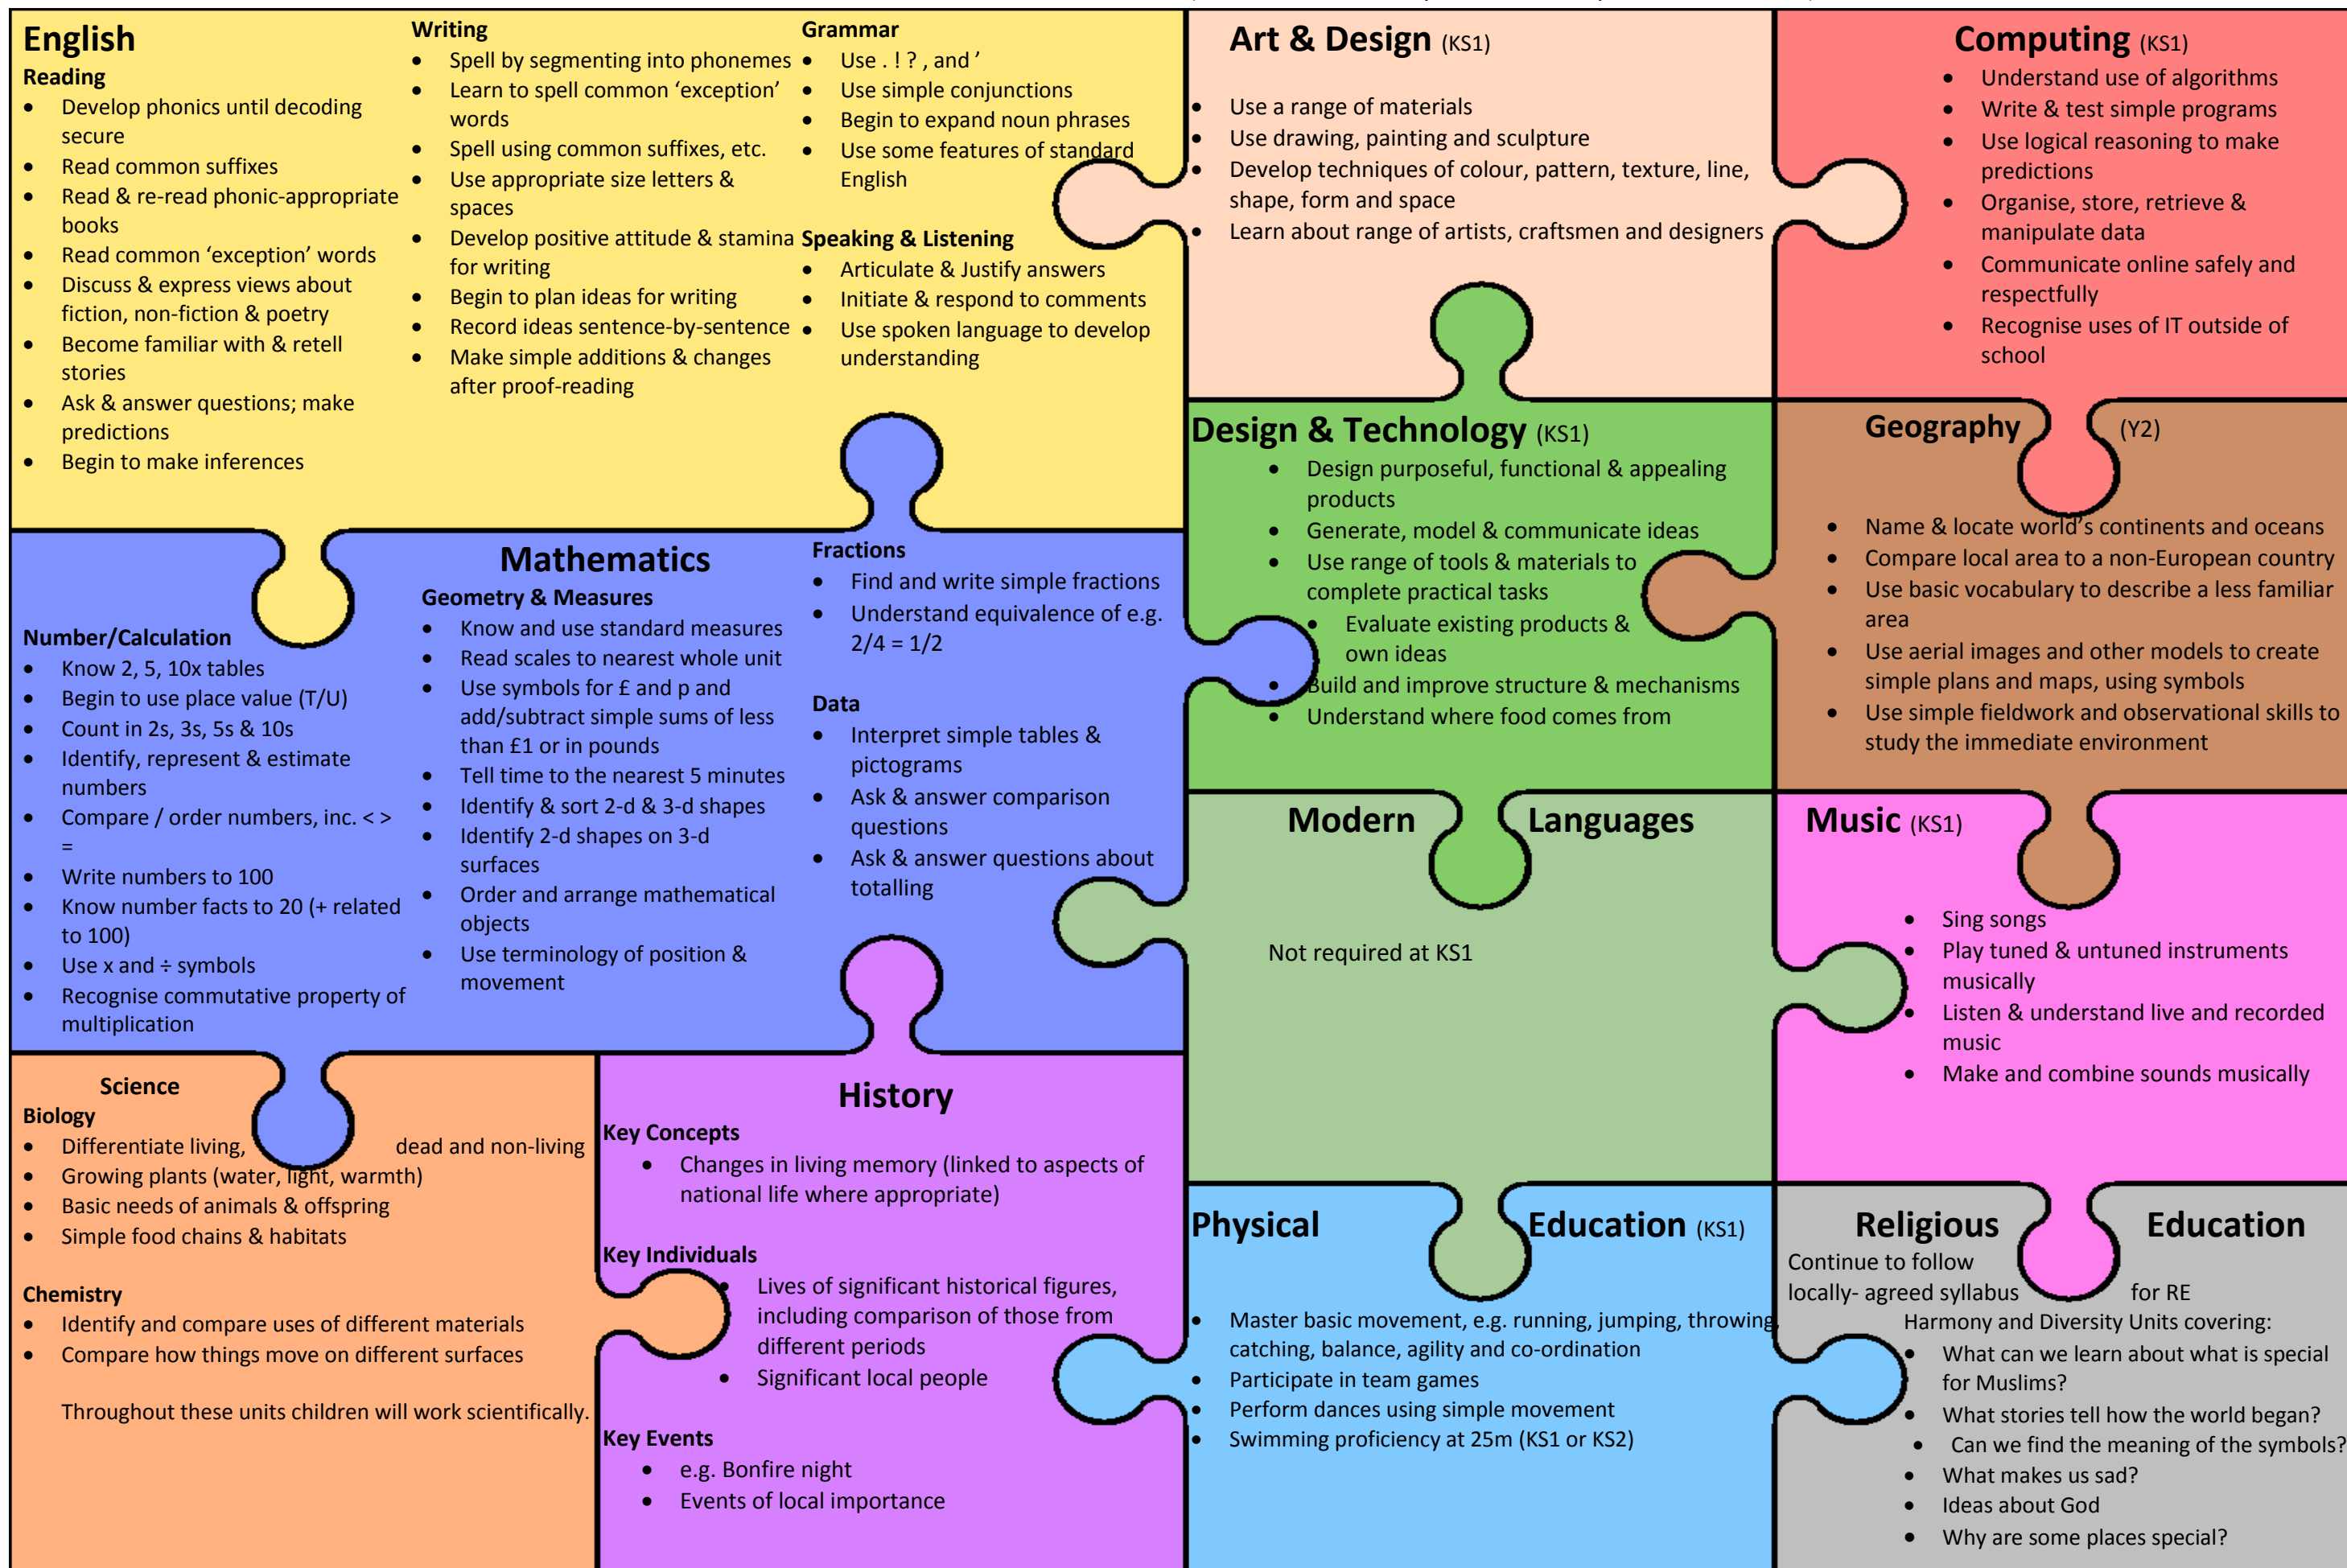 English
Reading
• Develop phonics until decoding
secure
• Read common suffixes
• Read & re-read phonic-appropriate
books
• Read common ‘exception’ words
• Discuss & express views about
fiction, non-fiction & poetry
• Become familiar with & retell
stories
• Ask & answer questions; make
predictions
• Begin to make inferences
Writing
• Spell by segmenting into phonemes
• Learn to spell common ‘exception’
words
• Spell using common suffixes, etc.
• Use appropriate size letters &
spaces
• Develop positive attitude & stamina
for writing
• Begin to plan ideas for writing
• Record ideas sentence-by-sentence
• Make simple additions & changes
after proof-reading
Grammar
• Use . ! ? , and ’
• Use simple conjunctions
• Begin to expand noun phrases
• Use some features of standard
English
Speaking & Listening
• Articulate & Justify answers
• Initiate & respond to comments
• Use spoken language to develop
understanding
Art & Design (KS1)
• Use a range of materials
• Use drawing, painting and sculpture
• Develop techniques of colour, pattern, texture, line,
shape, form and space
• Learn about range of artists, craftsmen and designers
Computing (KS1)
• Understand use of algorithms
• Write & test simple programs
• Use logical reasoning to make
predictions
• Organise, store, retrieve &
manipulate data
• Communicate online safely and
respectfully
• Recognise uses of IT outside of
school
Mathematics
Number/Calculation
• Know 2, 5, 10x tables
• Begin to use place value (T/U)
• Count in 2s, 3s, 5s & 10s
• Identify, represent & estimate
numbers
• Compare / order numbers, inc. < >
=
• Write numbers to 100
• Know number facts to 20 (+ related
to 100)
• Use x and ÷ symbols
• Recognise commutative property of
multiplication
Geometry & Measures
• Know and use standard measures
• Read scales to nearest whole unit
• Use symbols for £ and p and
add/subtract simple sums of less
than £1 or in pounds
• Tell time to the nearest 5 minutes
• Identify & sort 2-d & 3-d shapes
• Identify 2-d shapes on 3-d
surfaces
• Order and arrange mathematical
objects
• Use terminology of position &
movement
Fractions
• Find and write simple fractions
• Understand equivalence of e.g.
2/4 = 1/2
Data
• Interpret simple tables &
pictograms
• Ask & answer comparison
questions
• Ask & answer questions about
totalling
Design & Technology (KS1)
• Design purposeful, functional & appealing
products
• Generate, model & communicate ideas
• Use range of tools & materials to
complete practical tasks
• Evaluate existing products &
own ideas
• Build and improve structure & mechanisms
• Understand where food comes from
Geography (Y2)
• Name & locate world’s continents and oceans
• Compare local area to a non-European country
• Use basic vocabulary to describe a less familiar
area
• Use aerial images and other models to create
simple plans and maps, using symbols
• Use simple fieldwork and observational skills to
study the immediate environment
Modern Languages
Not required at KS1
Music (KS1)
• Sing songs
• Play tuned & untuned instruments
musically
• Listen & understand live and recorded
music
• Make and combine sounds musically
Science
Biology
• Differentiate living, dead and non-living
• Growing plants (water, light, warmth)
• Basic needs of animals & offspring
• Simple food chains & habitats
Chemistry
• Identify and compare uses of different materials
• Compare how things move on different surfaces
Throughout these units children will work scientifically.
History
Key Concepts
• Changes in living memory (linked to aspects of
national life where appropriate)
Key Individuals
• Lives of significant historical figures,
including comparison of those from
different periods
• Significant local people
Key Events
• e.g. Bonfire night
• Events of local importance
Physical Education (KS1)
• Master basic movement, e.g. running, jumping, throwing,
catching, balance, agility and co-ordination
• Participate in team games
• Perform dances using simple movement
• Swimming proficiency at 25m (KS1 or KS2)
Religious Education
Continue to follow
locally- agreed syllabus for RE
Harmony and Diversity Units covering:
• What can we learn about what is special
for Muslims?
• What stories tell how the world began?
• Can we find the meaning of the symbols?
• What makes us sad?
• Ideas about God
• Why are some places special?